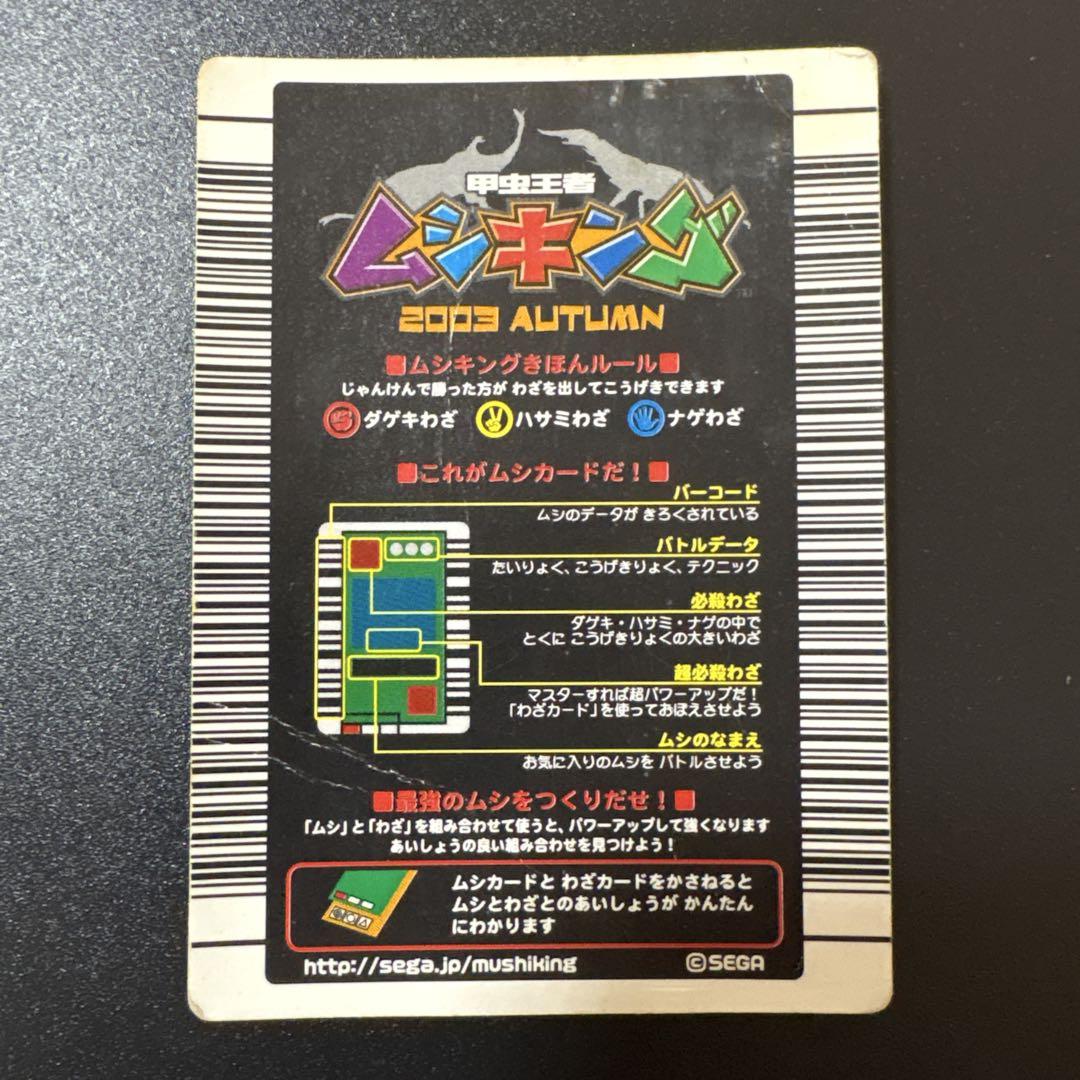 甲虫王者
ムシキング
2003 AUTUMN
■ムシキングきほんルール■
じゃんけんで勝った方が わざを出してこうげきできます
ダゲキわざ ハサミわざ ナゲわざ
■これがムシカードだ！■
バーコード
ムシのデータが きろくされている
バトルデータ
たいりょく、こうげきりょく、テクニック
必殺わざ
ダゲキ・ハサミ・ナゲの中で
とくに こうげきりょくの大きいわざ
超必殺わざ
マスターすれば超パワーアップだ！
「わざカード」を使っておぼえさせよう
ムシのなまえ
お気に入りのムシを バトルさせよう
■最強のムシをつくりだせ！■
「ムシ」と「わざ」を組み合わせて使うと、パワーアップして強くなります
あいしょうの良い組み合わせを見つけよう！
ムシカードと わざカードをかさねると
ムシとわざとのあいしょうが かんたん
にわかります
http://sega.jp/mushiking ©SEGA